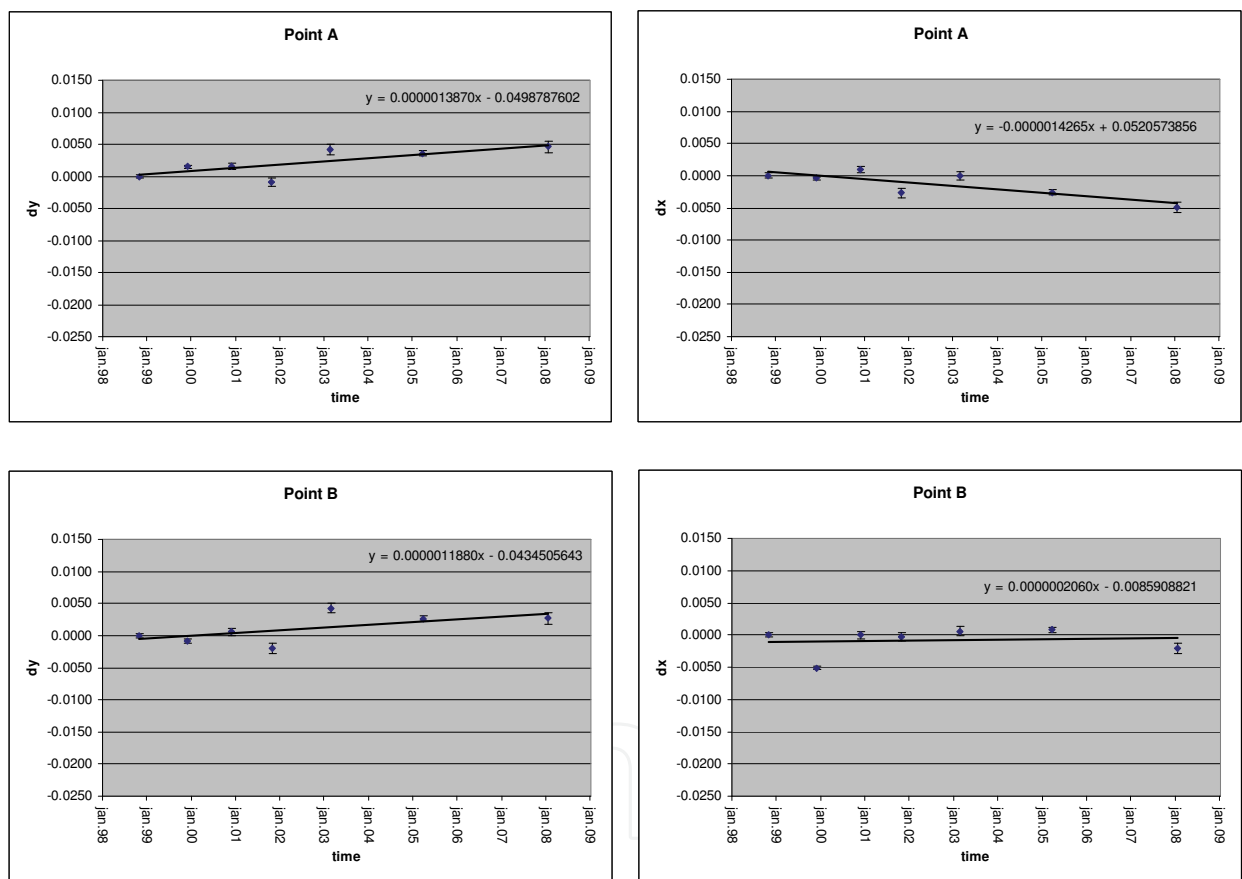 Point A
y = 0.0000013870x - 0.0498787602
dy
0.0150
0.0100
0.0050
0.0000
-0.0050
-0.0100
-0.0150
-0.0200
-0.0250
jan.98
jan.99
jan.00
jan.01
jan.02
jan.03
jan.04
jan.05
jan.06
jan.07
jan.08
jan.09
time
Point A
y = -0.0000014265x + 0.0520573856
dx
0.0150
0.0100
0.0050
0.0000
-0.0050
-0.0100
-0.0150
-0.0200
-0.0250
jan.98
jan.99
jan.00
jan.01
jan.02
jan.03
jan.04
jan.05
jan.06
jan.07
jan.08
jan.09
time
Point B
y = 0.0000011880x - 0.0434505643
dy
0.0150
0.0100
0.0050
0.0000
-0.0050
-0.0100
-0.0150
-0.0200
-0.0250
jan.98
jan.99
jan.00
jan.01
jan.02
jan.03
jan.04
jan.05
jan.06
jan.07
jan.08
jan.09
time
Point B
y = 0.0000002060x - 0.0085908821
dx
0.0150
0.0100
0.0050
0.0000
-0.0050
-0.0100
-0.0150
-0.0200
-0.0250
jan.98
jan.99
jan.00
jan.01
jan.02
jan.03
jan.04
jan.05
jan.06
jan.07
jan.08
jan.09
time